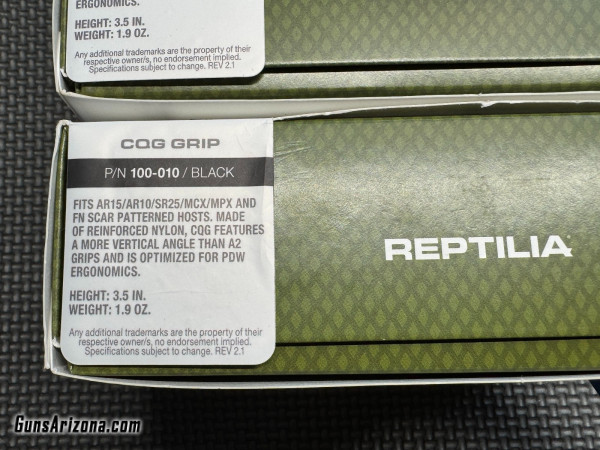 ERGONOMICS.
HEIGHT: 3.5 IN.
WEIGHT: 1.9 OZ.
Any additional trademarks are the property of their
respective owner/s, no endorsement implied.
Specifications subject to change. REV 2.1
CQG GRIP
P/N 100-010 / BLACK
FITS AR15/AR10/SR25/MCX/MPX AND
FN SCAR PATTERNED HOSTS. MADE
OF REINFORCED NYLON, CQG FEATURES
A MORE VERTICAL ANGLE THAN A2
GRIPS AND IS OPTIMIZED FOR PDW
ERGONOMICS.
HEIGHT: 3.5 IN.
WEIGHT: 1.9 OZ.
Any additional trademarks are the property of their
respective owner/s, no endorsement implied.
Specifications subject to change. REV 2.1
REPTILIA
GunsArizona.com